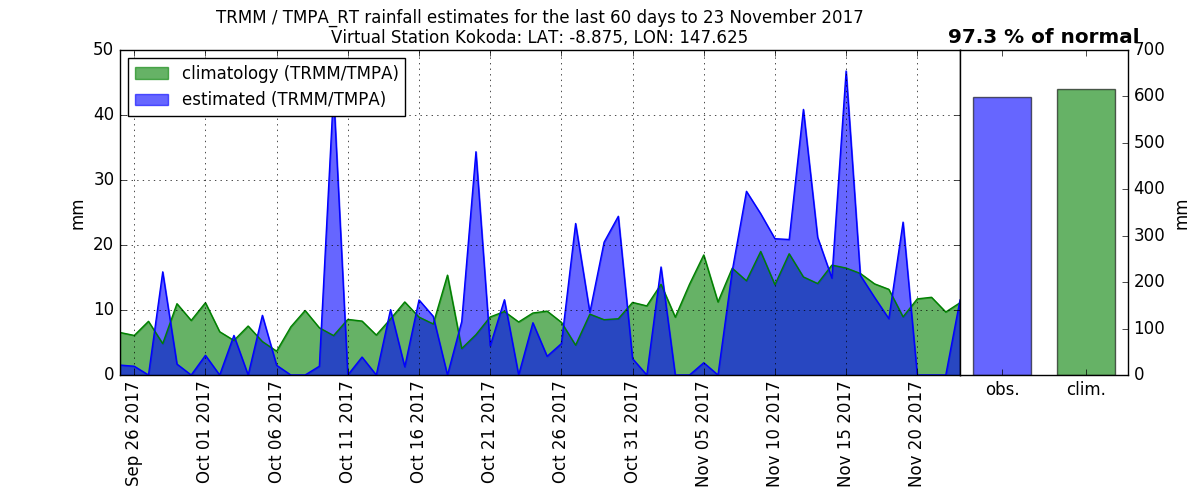 TRMM / TMPA_RT rainfall estimates for the last 60 days to 23 November 2017
Virtual Station Kokoda: LAT: -8.875, LON: 147.625
97.3 % of normal
climatology (TRMM/TMPA)
estimated (TRMM/TMPA)
50
40
30
20
10
0
mm
Sep 26 2017
Oct 01 2017
Oct 06 2017
Oct 11 2017
Oct 16 2017
Oct 21 2017
Oct 26 2017
Oct 31 2017
Nov 05 2017
Nov 10 2017
Nov 15 2017
Nov 20 2017
obs.
clim.
700
600
500
400
300
200
100
0
mm